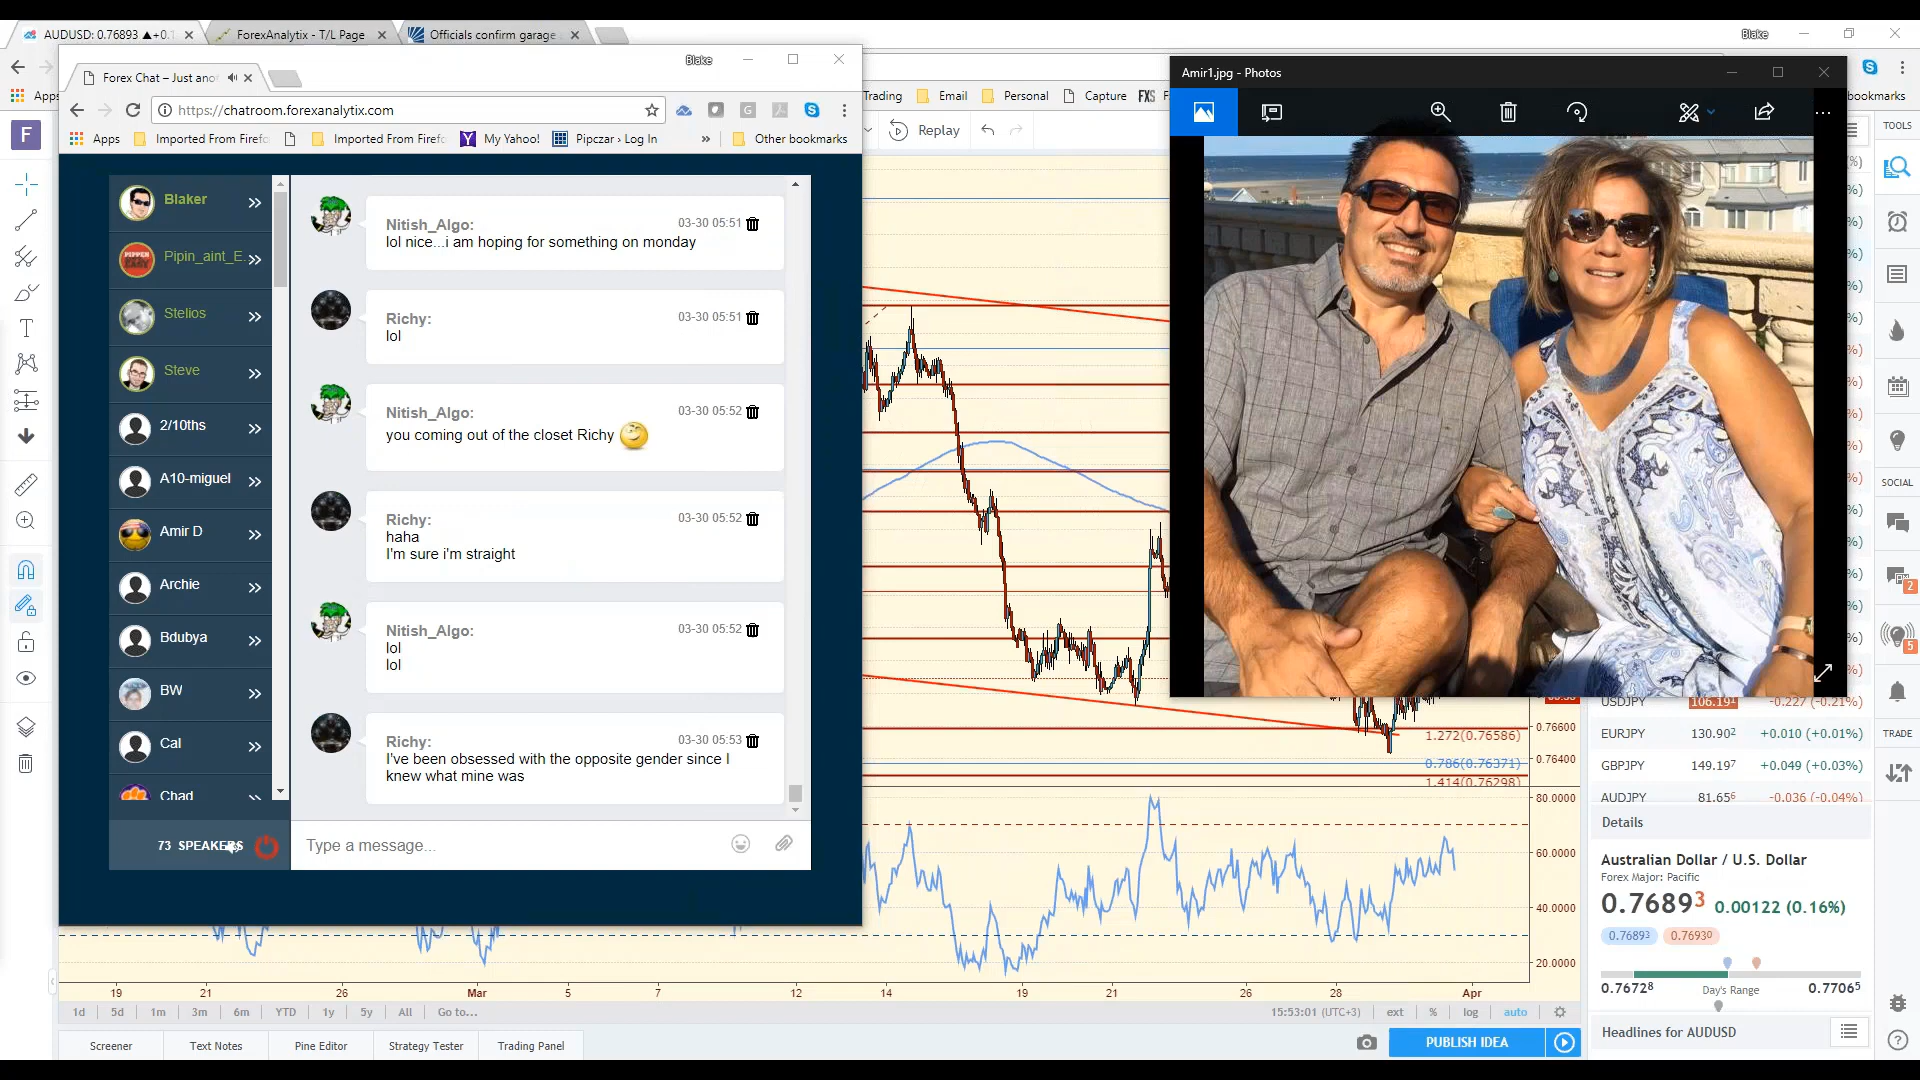 AUDUSD: 0.76893 ▲+0.1
ForexAnalytix - T/L Page
Officials confirm garage
Blake
Blake
Forex Chat – Just ano
https://chatroom.forexanalytix.com
Apps
Imported From Firefo
Imported From Firefo
My Yahoo!
Pipczar › Log In
»
Other bookmarks
Apps
Trading
Email
Personal
Capture
FXS
bookmarks
Replay
F
Blaker
Pipin_aint_E.
Stelios
Steve
2/10ths
A10-miguel
Amir D
Archie
Bdubya
BW
Cal
Chad
73 SPEAKERS
Nitish_Algo:
03-30 05:51
lol nice...i am hoping for something on monday
Richy:
03-30 05:51
lol
Nitish_Algo:
03-30 05:52
you coming out of the closet Richy
Richy:
03-30 05:52
haha
I'm sure i'm straight
Nitish_Algo:
03-30 05:52
lol
lol
Richy:
03-30 05:53
I've been obsessed with the opposite gender since I
knew what mine was
Type a message...
Amir1.jpg - Photos
TOOLS
SOCIAL
2
5
TRADE
1.272(0.76586)
0.786(0.76371)
1.414(0.76298)
0.76600
0.76400
80.0000
60.0000
40.0000
20.0000
USDJPY 106.19¹ -0.227 (-0.21%)
EURJPY 130.90² +0.010 (+0.01%)
GBPJPY 149.19⁷ +0.049 (+0.03%)
AUDJPY 81.65⁶ -0.036 (-0.04%)
Details
Australian Dollar / U.S. Dollar
Forex Major: Pacific
0.7689³ 0.00122 (0.16%)
0.7689³ 0.7693⁰
0.7672⁸ Day's Range 0.7706⁵
Headlines for AUDUSD
19 21 26 Mar 5 7 12 14 19 21 26 28 Apr
1d 5d 1m 3m 6m YTD 1y 5y All Go to...
15:53:01 (UTC+3) ext % log auto
Screener Text Notes Pine Editor Strategy Tester Trading Panel
PUBLISH IDEA